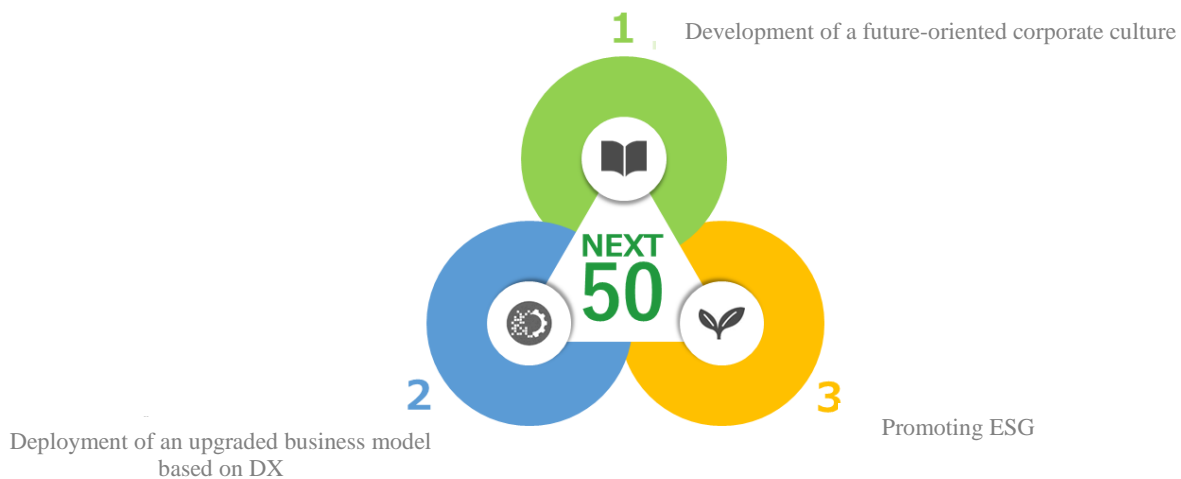 1
Development of a future-oriented corporate culture
NEXT
50
2
3
Deployment of an upgraded business model
based on DX
Promoting ESG